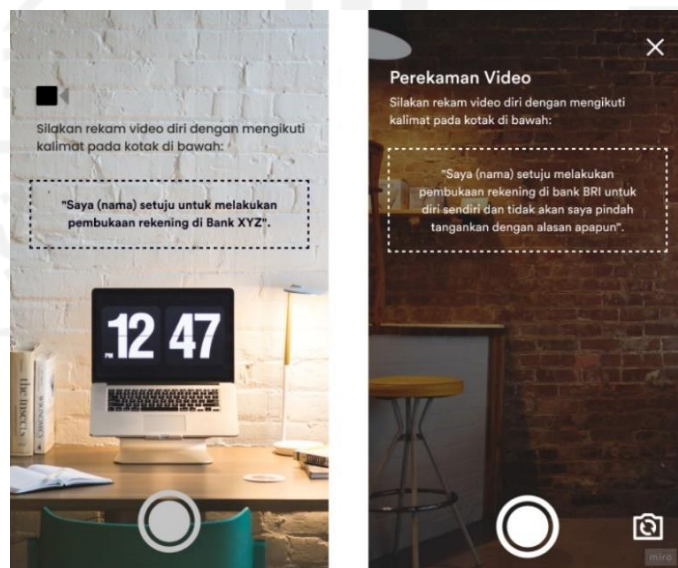 Silakan rekam video diri dengan mengikuti
kalimat pada kotak di bawah:
"Saya (nama) setuju untuk melakukan
pembukaan rekening di Bank XYZ".
PM
12 47
Perekaman Video
Silakan rekam video diri dengan mengikuti
kalimat pada kotak di bawah:
"Saya (nama) setuju melakukan
pembukaan rekening di bank BRI untuk
diri sendiri dan tidak akan saya pindah
tangankan dengan alasan apapun".
miro